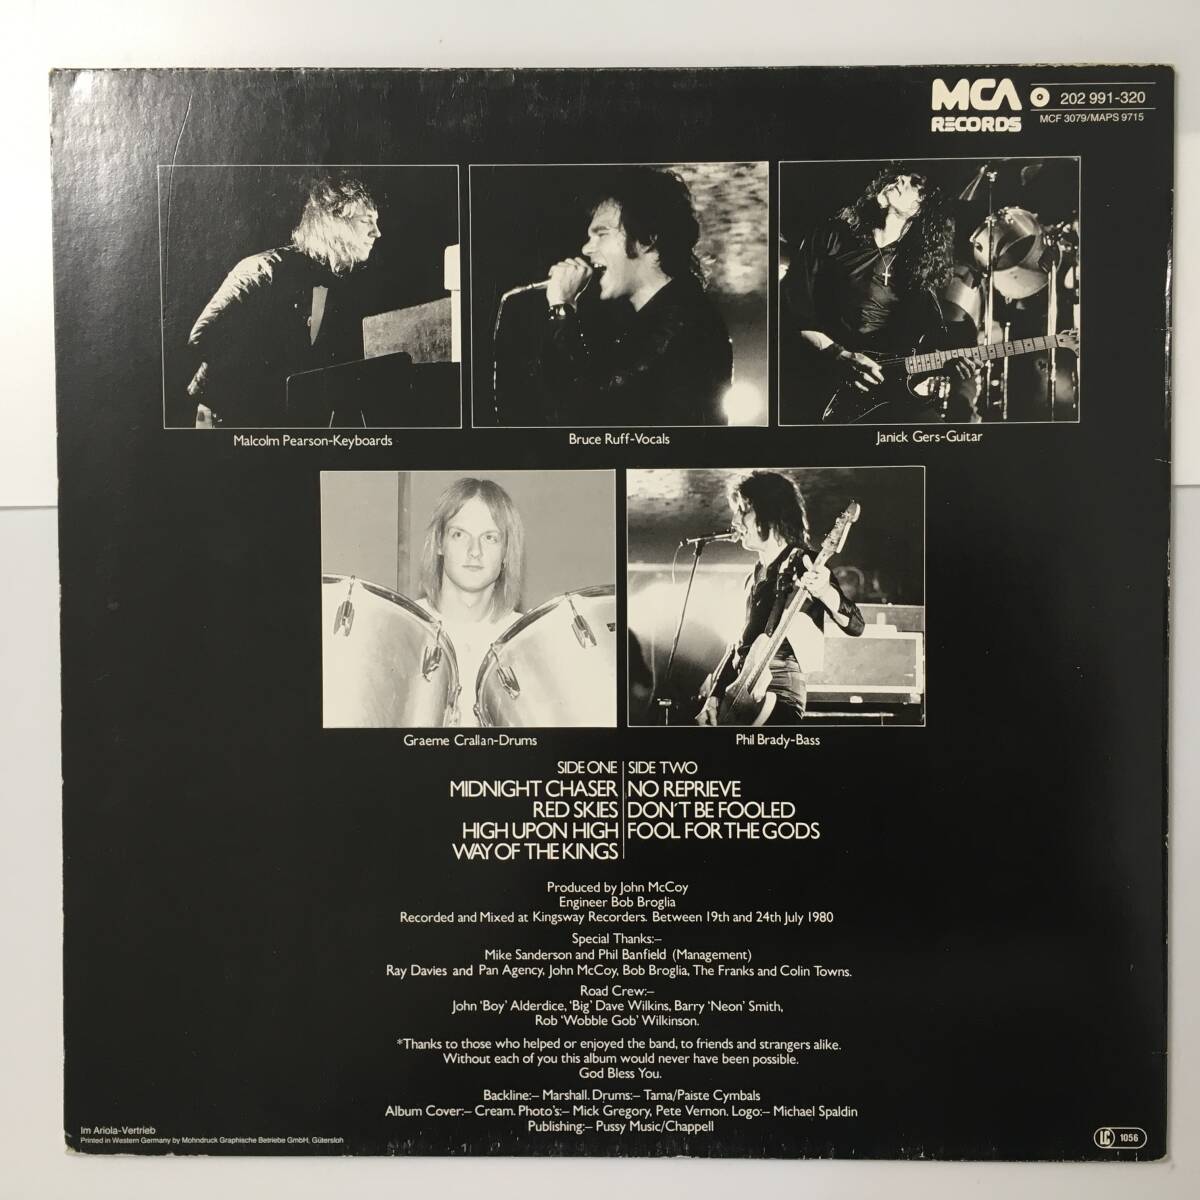 MCA RECORDS
202 991-320
MCF 3079/MAPS 9715
Malcolm Pearson-Keyboards
Bruce Ruff-Vocals
Janick Gers-Guitar
Graeme Crallan-Drums
Phil Brady-Bass
SIDE ONE
MIDNIGHT CHASER
RED SKIES
HIGH UPON HIGH
WAY OF THE KINGS
SIDE TWO
NO REPRIEVE
DON'T BE FOOLED
FOOL FOR THE GODS
Produced by John McCoy
Engineer Bob Broglia
Recorded and Mixed at Kingsway Recorders. Between 19th and 24th July 1980
Special Thanks:–
Mike Sanderson and Phil Banfield (Management)
Ray Davies and Pan Agency, John McCoy, Bob Broglia, The Franks and Colin Towns.
Road Crew:–
John 'Boy' Alderdice, 'Big' Dave Wilkins, Barry 'Neon' Smith,
Rob 'Wobble Gob' Wilkinson.
*Thanks to those who helped or enjoyed the band, to friends and strangers alike.
Without each of you this album would never have been possible.
God Bless You.
Backline:– Marshall. Drums:– Tama/Paiste Cymbals
Album Cover:– Cream. Photo's:– Mick Gregory, Pete Vernon. Logo:– Michael Spaldin
Publishing:– Pussy Music/Chappell
Im Ariola-Vertrieb
Printed in Western Germany by Mohndruck Graphische Betriebe GmbH, Gütersloh
LC 1056